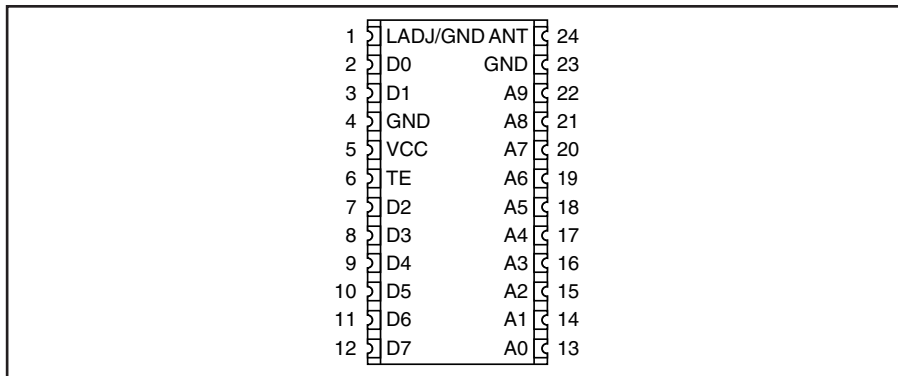 1 LADJ/GND ANT 24
2 D0 GND 23
3 D1 A9 22
4 GND A8 21
5 VCC A7 20
6 TE A6 19
7 D2 A5 18
8 D3 A4 17
9 D4 A3 16
10 D5 A2 15
11 D6 A1 14
12 D7 A0 13